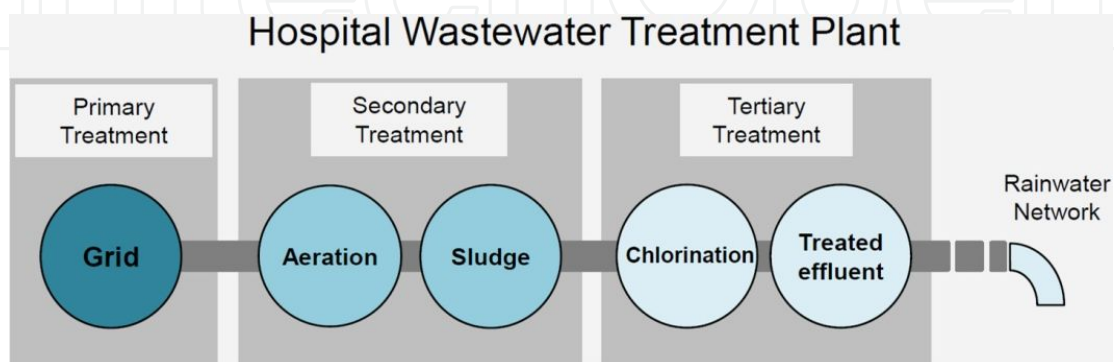 Hospital Wastewater Treatment Plant
Primary
Treatment
Secondary
Treatment
Tertiary
Treatment
Grid
Aeration
Sludge
Chlorination
Treated
effluent
Rainwater
Network